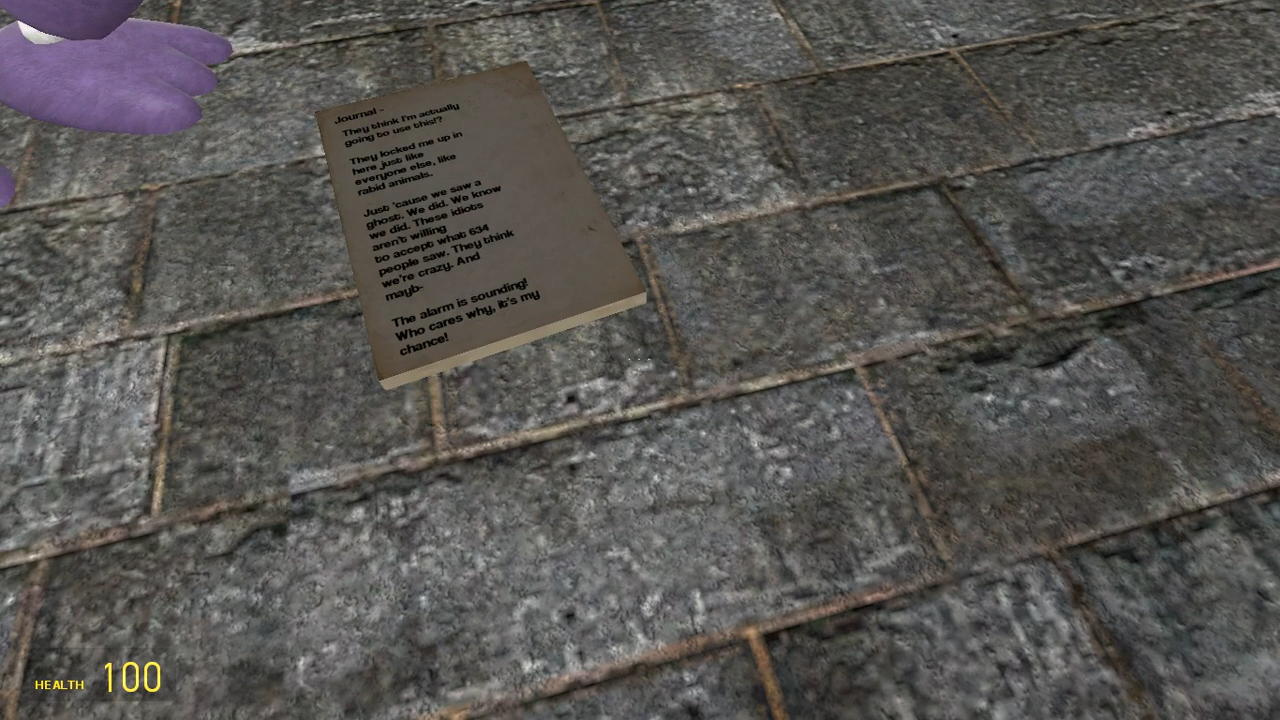 Journal -
They think I'm actually
going to use this!?
They locked me up in
here just like
everyone else, like
rabid animals.
Just 'cause we saw a
ghost. We did. We know
we did. These idiots
aren't willing
to accept what 634
people saw. They think
we're crazy. And
mayb-
The alarm is sounding!
Who cares why, it's my
chance!
HEALTH 100